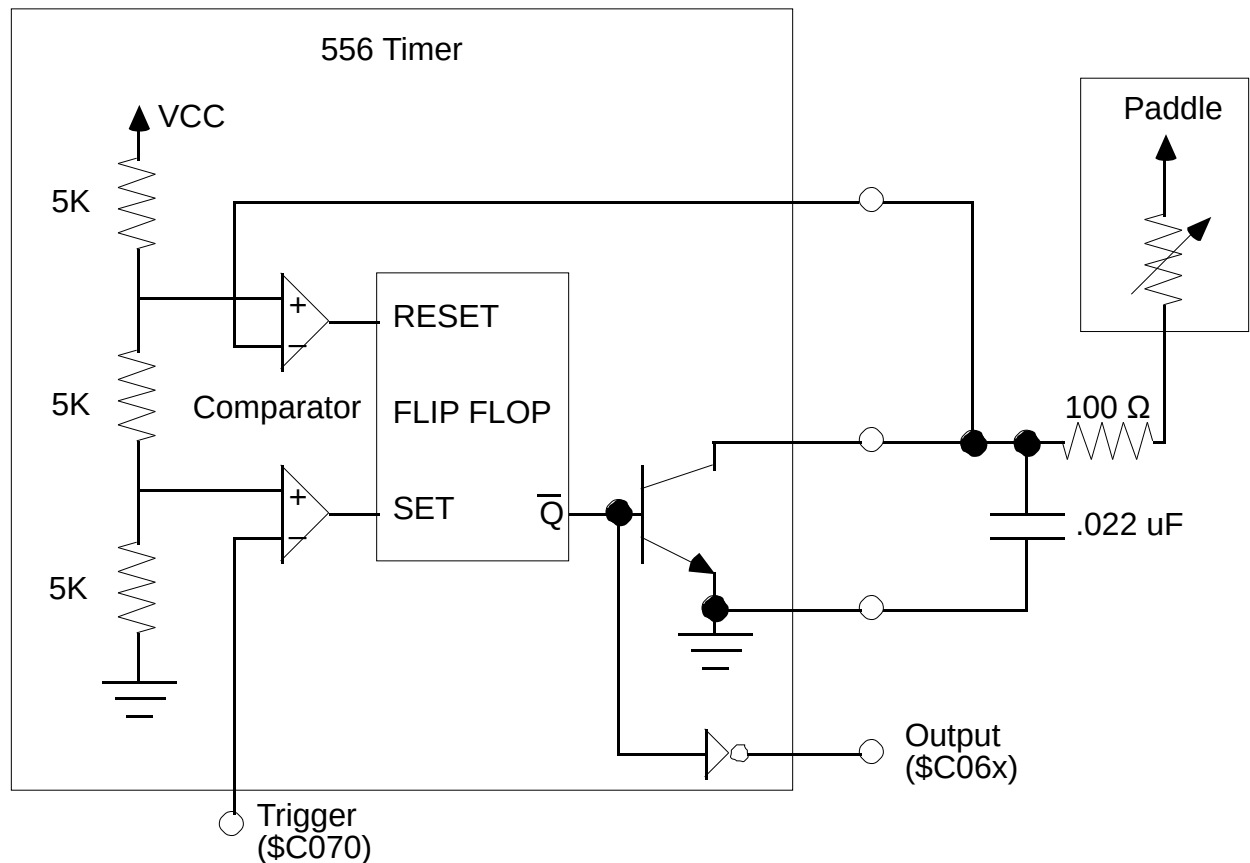 556 Timer
VCC
Paddle
5K
+
RESET
–
5K
Comparator
FLIP FLOP
100 Ω
+
SET
Q
–
.022 uF
5K
Output
($C06x)
Trigger
($C070)